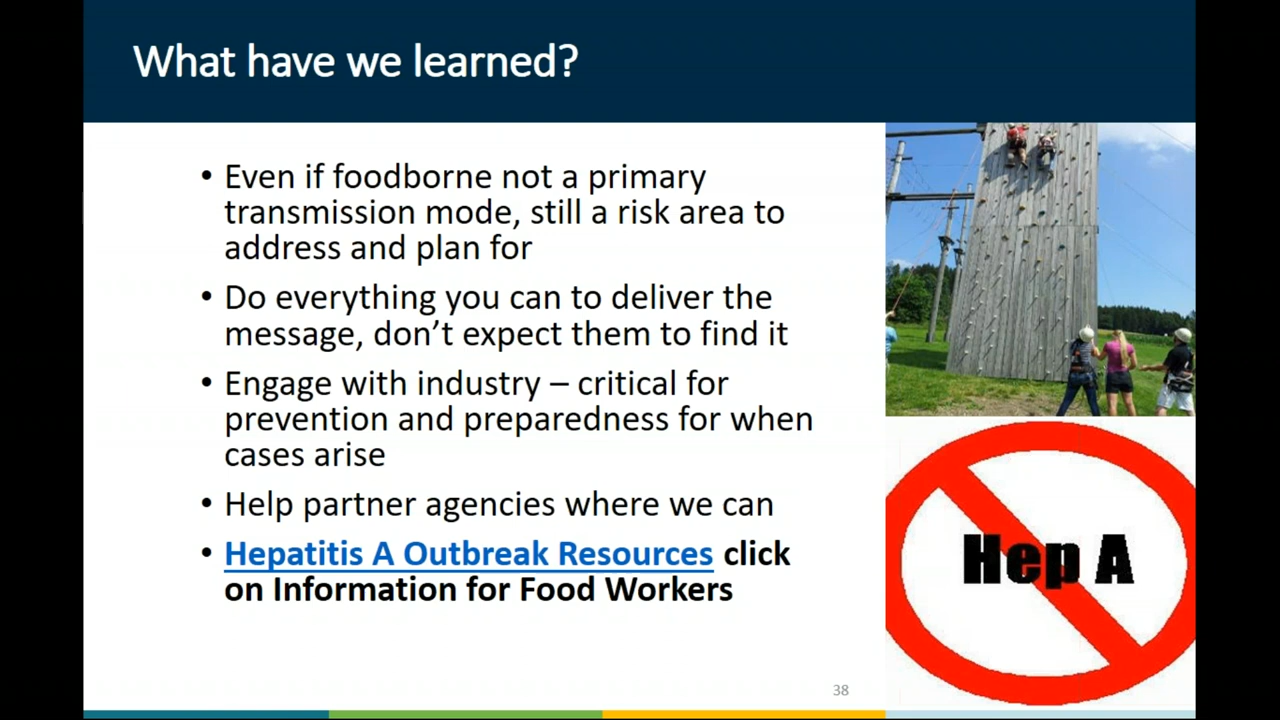 What have we learned?
• Even if foodborne not a primary
transmission mode, still a risk area to
address and plan for
• Do everything you can to deliver the
message, don’t expect them to find it
• Engage with industry – critical for
prevention and preparedness for when
cases arise
• Help partner agencies where we can
• Hepatitis A Outbreak Resources click
on Information for Food Workers
Hep A
38